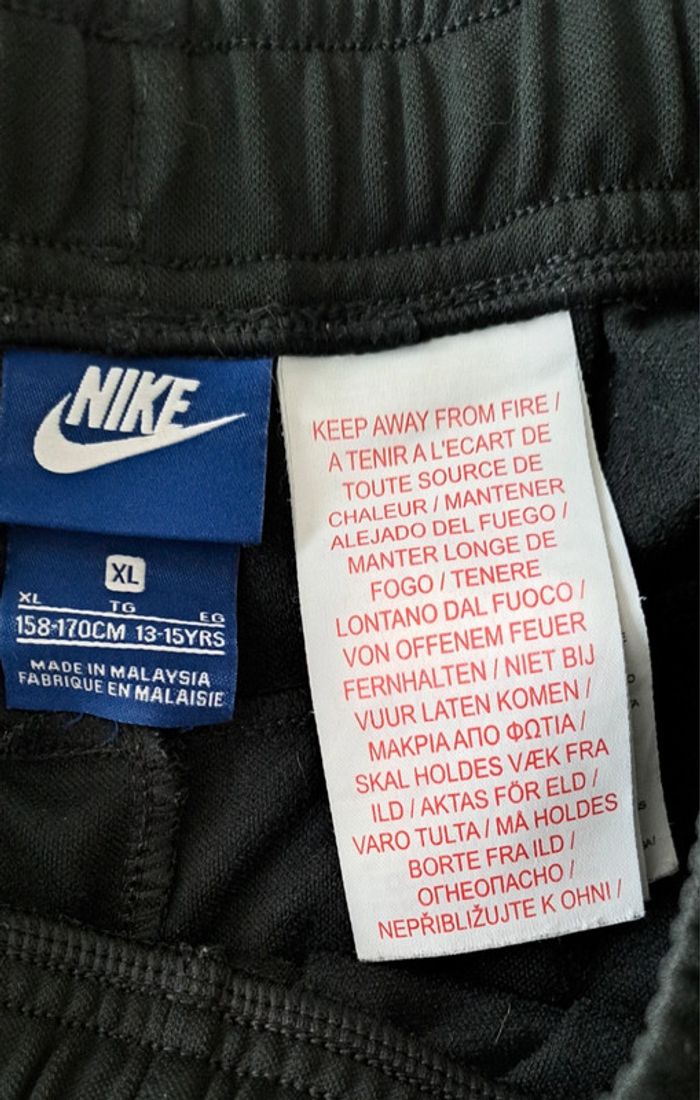 NIKE
XL
XL TG EG
158-170CM 13-15YRS
MADE IN MALAYSIA
FABRIQUE EN MALAISIE
KEEP AWAY FROM FIRE /
A TENIR A L'ECART DE
TOUTE SOURCE DE
CHALEUR / MANTENER
ALEJADO DEL FUEGO /
MANTER LONGE DE
FOGO / TENERE
LONTANO DAL FUOCO /
VON OFFENEM FEUER
FERNHALTEN / NIET BIJ
VUUR LATEN KOMEN /
ΜΑΚΡΙΑ ΑΠΟ ΦΩΤΙΑ /
SKAL HOLDES VÆK FRA
ILD / AKTAS FÖR ELD /
VARO TULTA / MÅ HOLDES
BORTE FRA ILD /
ОГНЕОПАСНО /
NEPŘIBLIŽUJTE K OHNI /